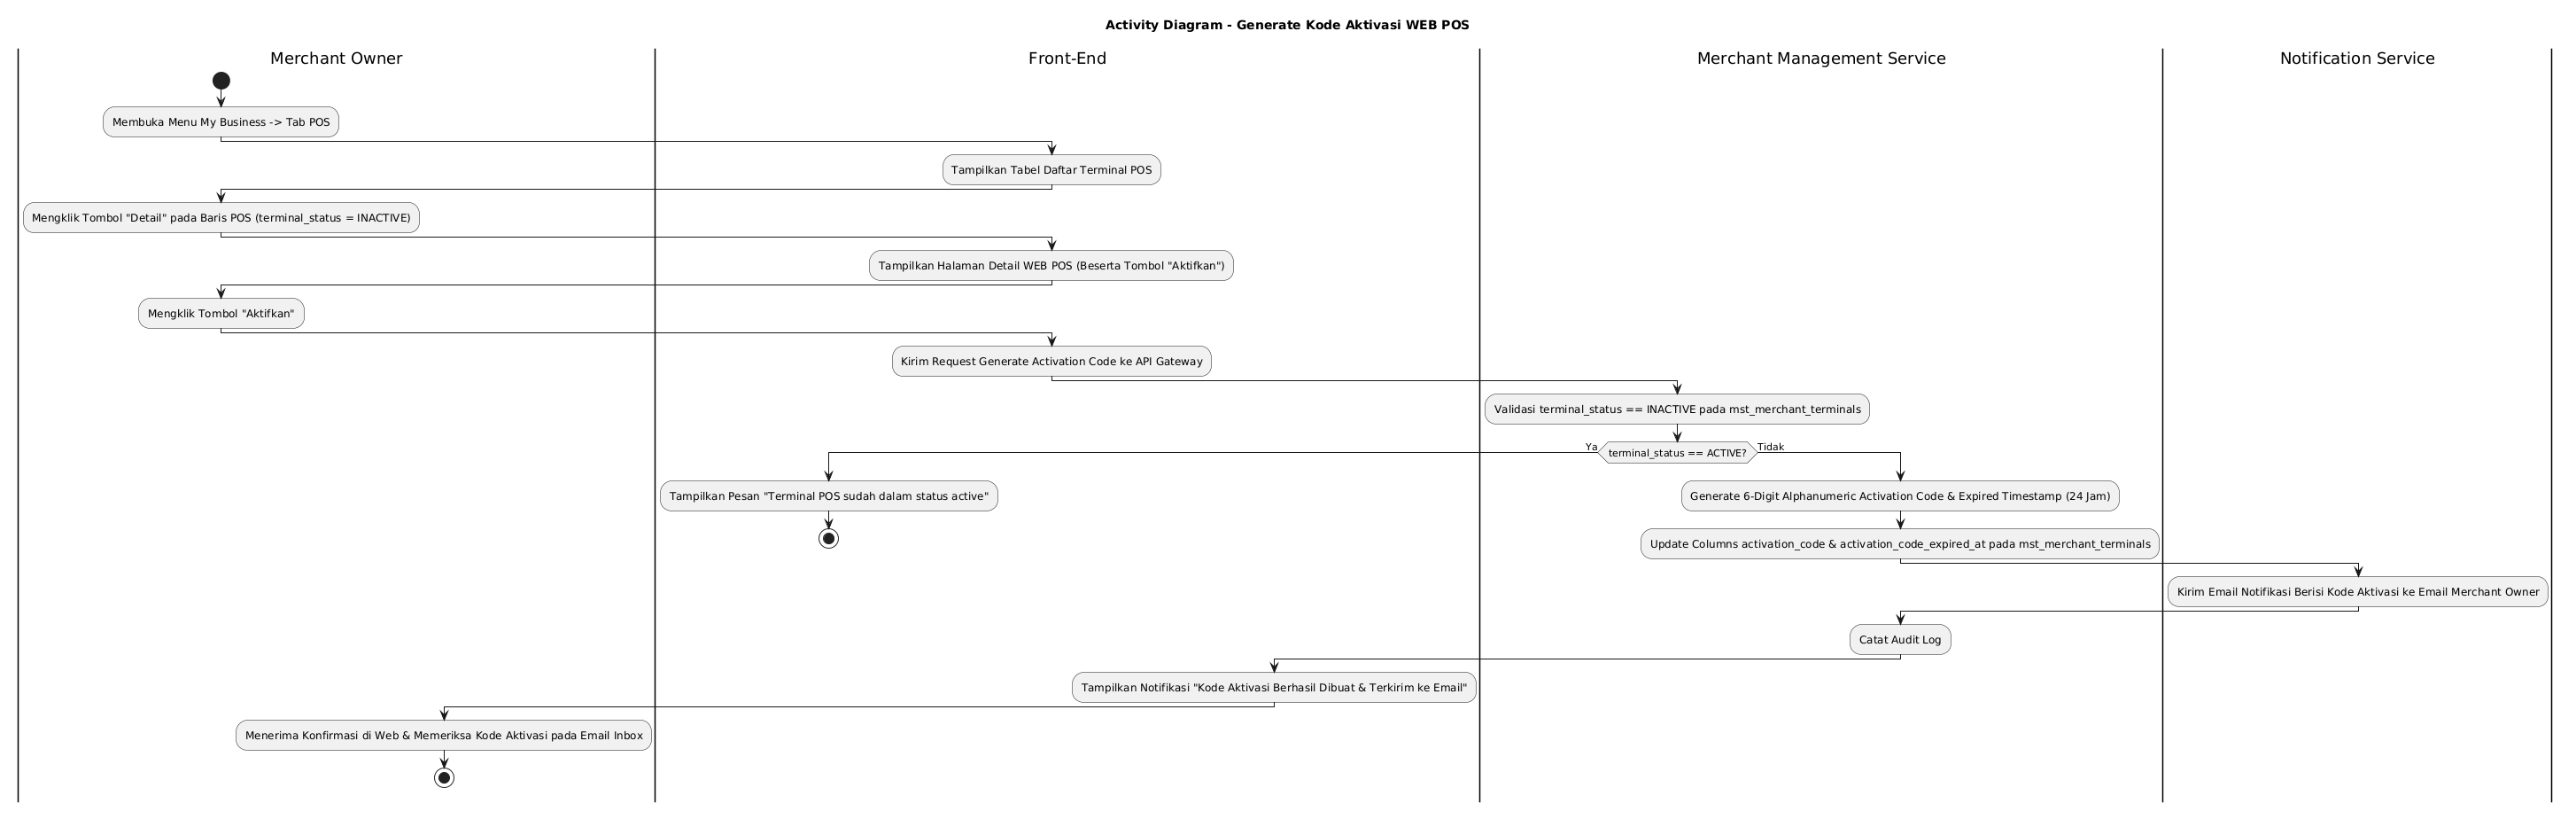 Activity Diagram - Generate Kode Aktivasi WEB POS
Merchant Owner
Front-End
Merchant Management Service
Notification Service
Membuka Menu My Business -> Tab POS
Tampilkan Tabel Daftar Terminal POS
Mengklik Tombol "Detail" pada Baris POS (terminal_status = INACTIVE)
Tampilkan Halaman Detail WEB POS (Beserta Tombol "Aktifkan")
Mengklik Tombol "Aktifkan"
Kirim Request Generate Activation Code ke API Gateway
Validasi terminal_status == INACTIVE pada mst_merchant_terminals
Ya
terminal_status == ACTIVE?
Tidak
Tampilkan Pesan "Terminal POS sudah dalam status active"
Generate 6-Digit Alphanumeric Activation Code & Expired Timestamp (24 Jam)
Update Columns activation_code & activation_code_expired_at pada mst_merchant_terminals
Kirim Email Notifikasi Berisi Kode Aktivasi ke Email Merchant Owner
Catat Audit Log
Tampilkan Notifikasi "Kode Aktivasi Berhasil Dibuat & Terkirim ke Email"
Menerima Konfirmasi di Web & Memeriksa Kode Aktivasi pada Email Inbox